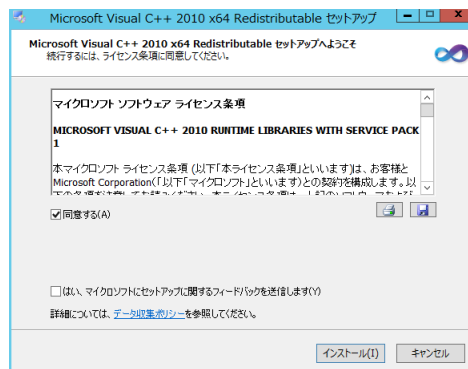 Microsoft Visual C++ 2010 x64 Redistributable セットアップ
Microsoft Visual C++ 2010 x64 Redistributable セットアップへようこそ
続行するには、ライセンス条項に同意してください。
マイクロソフト ソフトウェア ライセンス条項
MICROSOFT VISUAL C++ 2010 RUNTIME LIBRARIES WITH SERVICE PACK
1
本マイクロソフト ライセンス条項 (以下「本ライセンス条項」といいます)は、お客様と
Microsoft Corporation(「以下「マイクロソフト」といいます)との契約を構成します。以
同意する(A)
はい、マイクロソフトにセットアップに関するフィードバックを送信します(Y)
詳細については、データ収集ポリシーを参照してください。
インストール(I) キャンセル